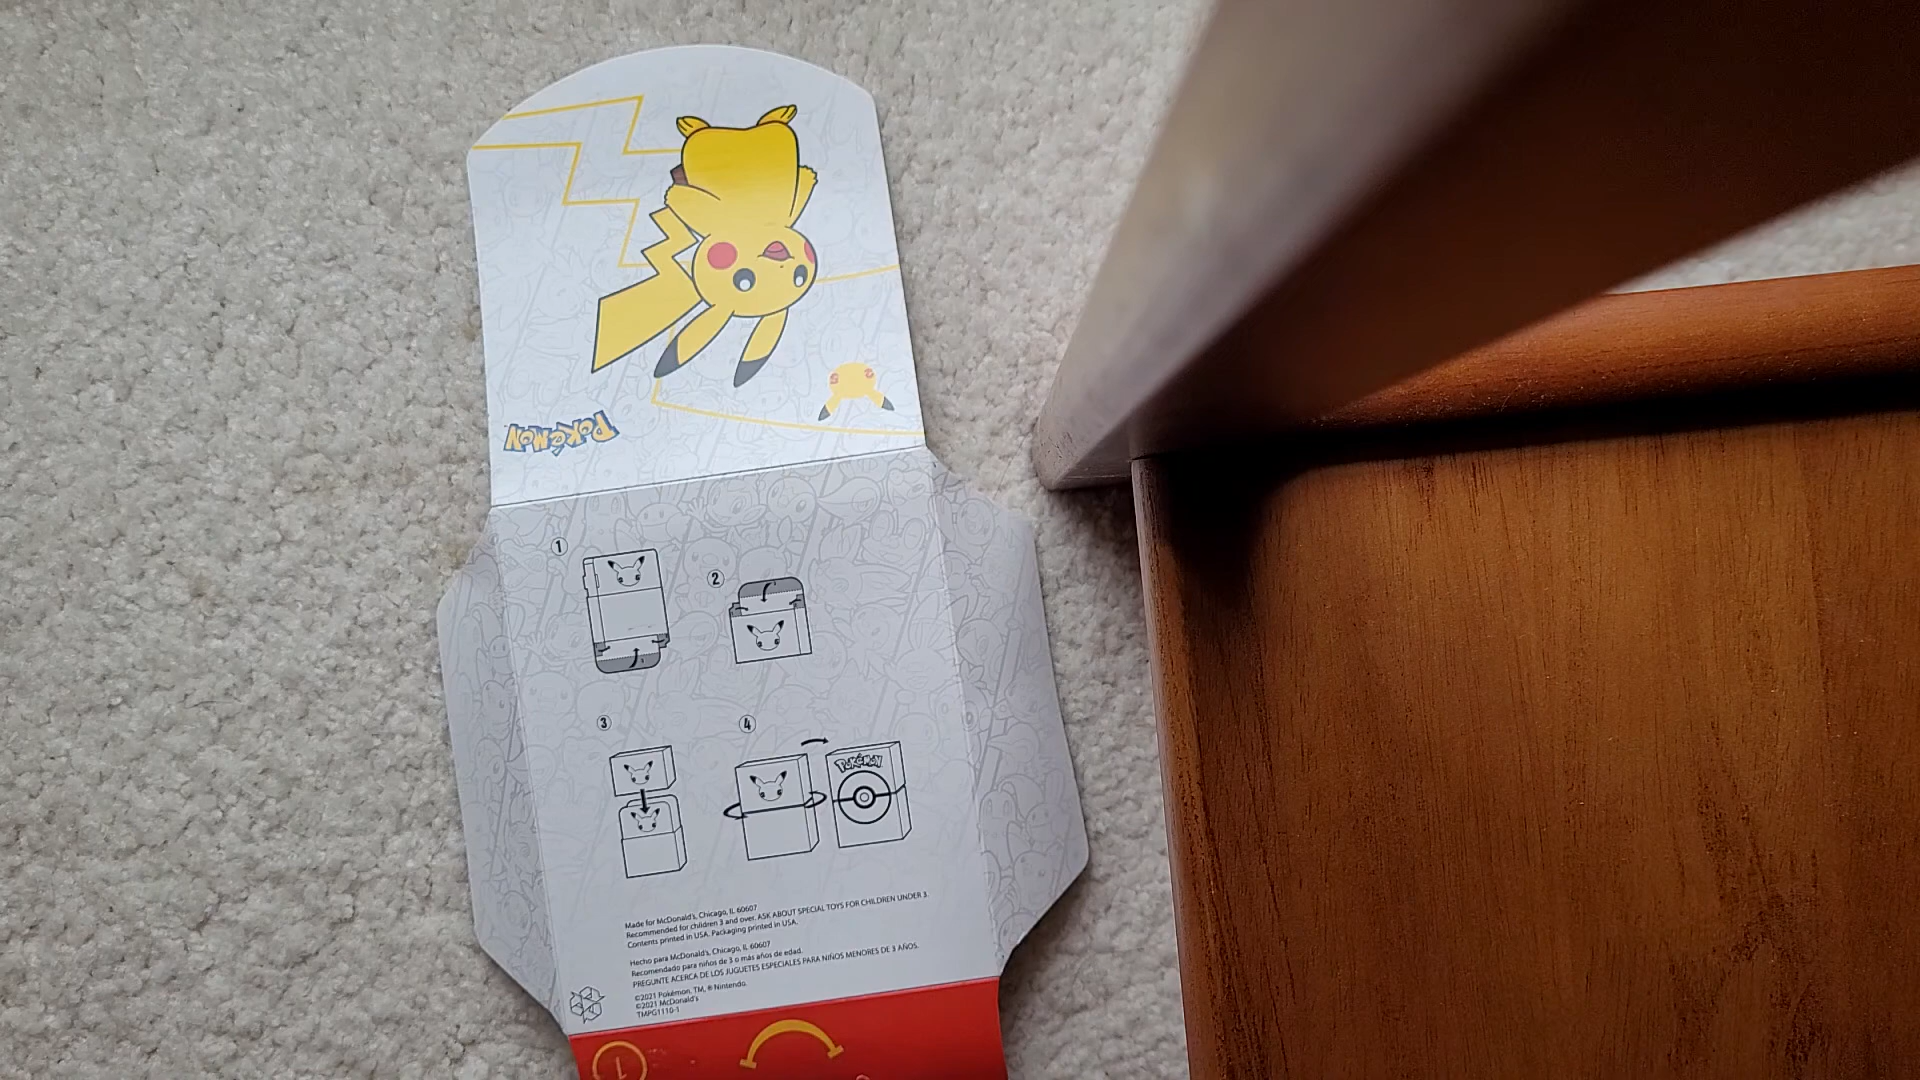 POKéMON
1
2
3
4
POKéMON
Made for McDonald's, Chicago, IL 60607
Recommended for children 3 and over. ASK ABOUT SPECIAL TOYS FOR CHILDREN UNDER 3.
Contents printed in USA. Packaging printed in USA.
Hecho para McDonald's, Chicago, IL 60607
Recomendado para niños de 3 o más años de edad.
PREGUNTE ACERCA DE LOS JUGUETES ESPECIALES PARA NIÑOS MENORES DE 3 AÑOS.
©2021 Pokémon. TM, ® Nintendo.
©2021 McDonald's
TMPG1110-1
1